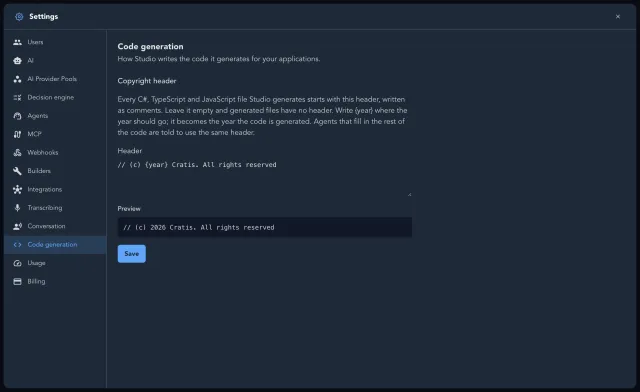 Settings
Users
AI
AI Provider Pools
Decision engine
Agents
MCP
Webhooks
Builders
Integrations
Transcribing
Conversation
Code generation
Usage
Billing
Code generation
How Studio writes the code it generates for your applications.
Copyright header
Every C#, TypeScript and JavaScript file Studio generates starts with this header, written
as comments. Leave it empty and generated files have no header. Write {year} where the
year should go; it becomes the year the code is generated. Agents that fill in the rest of
the code are told to use the same header.
Header
// (c) {year} Cratis. All rights reserved
Preview
// (c) 2026 Cratis. All rights reserved
Save